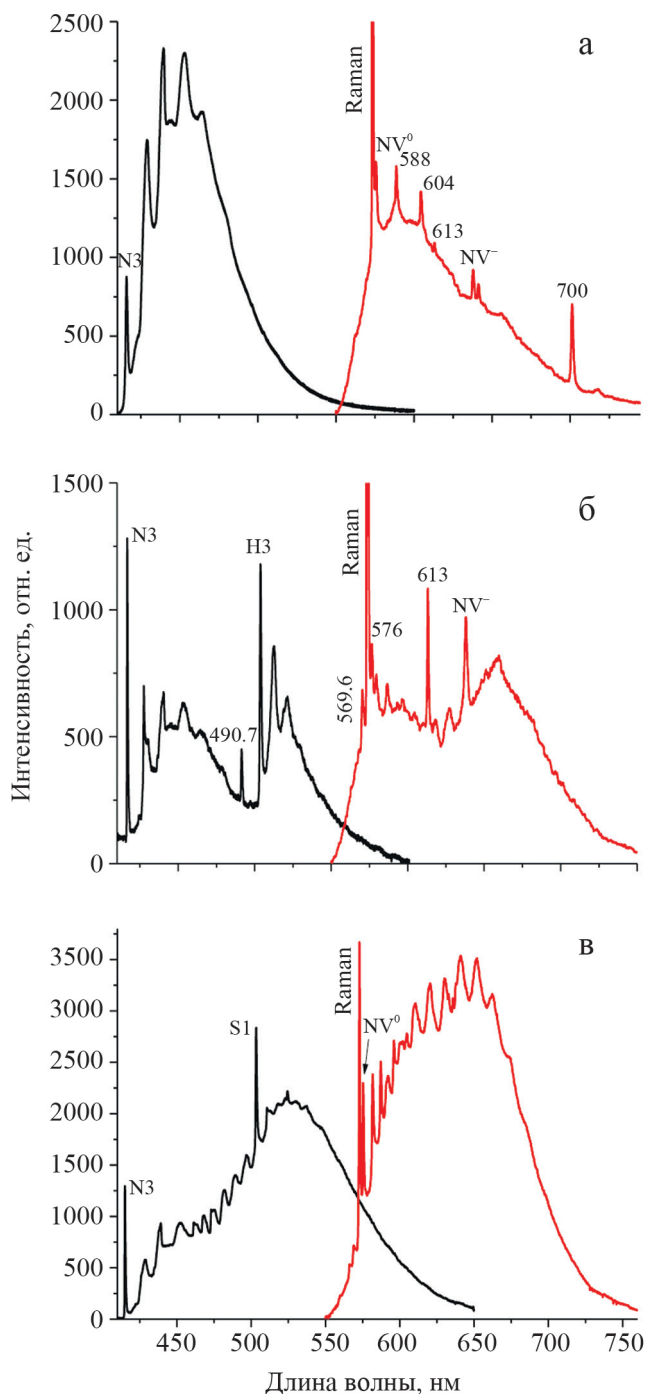 а
2500
2000
1500
1000
500
0
N3
Raman
NV⁰
588
604
613
NV⁻
700
б
1500
1000
500
0
N3
490.7
H3
569.6
Raman
576
613
NV⁻
Интенсивность, отн. ед.
в
3500
3000
2500
2000
1500
1000
500
0
N3
S1
Raman
NV⁰
450 500 550 600 650 700 750
Длина волны, нм